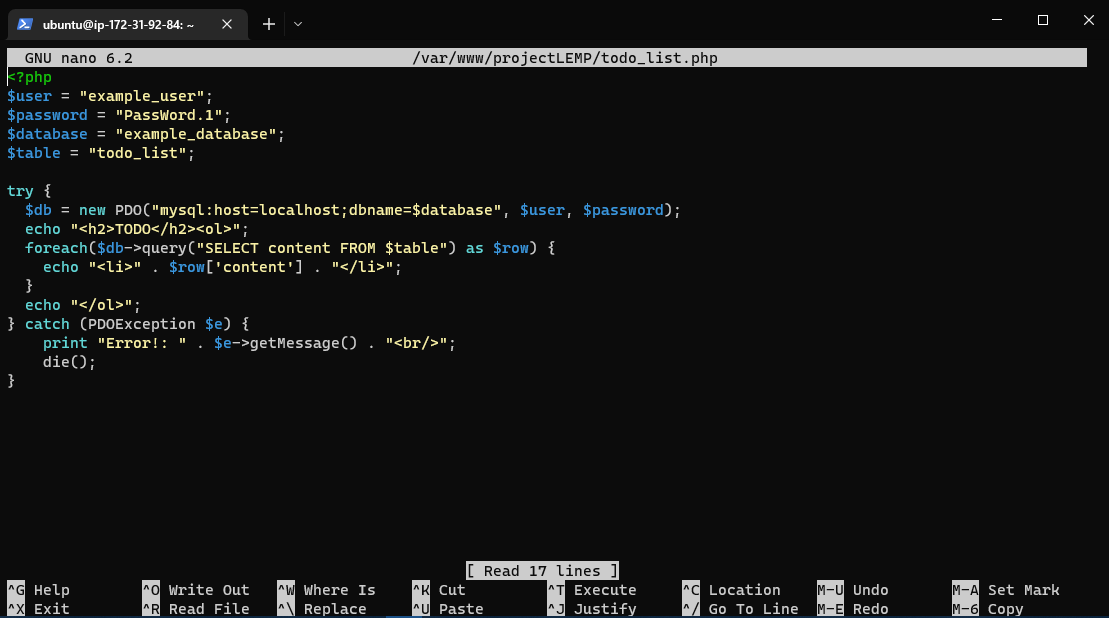 ubuntu@ip-172-31-92-84: ~
GNU nano 6.2 /var/www/projectLEMP/todo_list.php
<?php
$user = "example_user";
$password = "PassWord.1";
$database = "example_database";
$table = "todo_list";
try {
  $db = new PDO("mysql:host=localhost;dbname=$database", $user, $password);
  echo "<h2>TODO</h2><ol>";
  foreach($db->query("SELECT content FROM $table") as $row) {
    echo "<li>" . $row['content'] . "</li>";
  }
  echo "</ol>";
} catch (PDOException $e) {
    print "Error!: " . $e->getMessage() . "<br/>";
    die();
}
[ Read 17 lines ]
^G Help ^O Write Out ^W Where Is ^K Cut ^T Execute ^C Location M-U Undo M-A Set Mark
^X Exit ^R Read File ^\ Replace ^U Paste ^J Justify ^/ Go To Line M-E Redo M-6 Copy